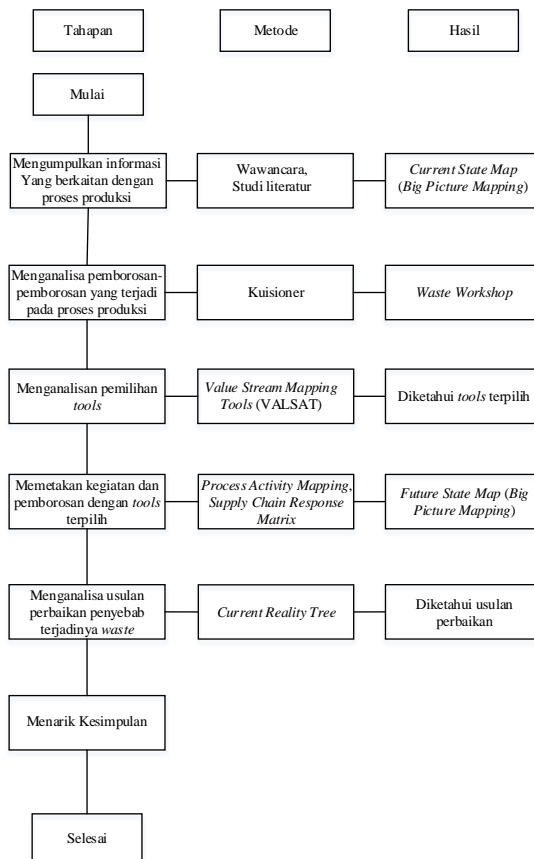 Tahapan
Metode
Hasil
Mulai
Mengumpulkan informasi
Yang berkaitan dengan
proses produksi
Wawancara,
Studi literatur
Current State Map
(Big Picture Mapping)
Menganalisa pemborosan-
pemborosan yang terjadi
pada proses produksi
Kuisioner
Waste Workshop
Menganalisan pemilihan
tools
Value Stream Mapping
Tools (VALSAT)
Diketahui tools terpilih
Memetakan kegiatan dan
pemborosan dengan tools
terpilih
Process Activity Mapping,
Supply Chain Response
Matrix
Future State Map (Big
Picture Mapping)
Menganalisa usulan
perbaikan penyebab
terjadinya waste
Current Reality Tree
Diketahui usulan
perbaikan
Menarik Kesimpulan
Selesai